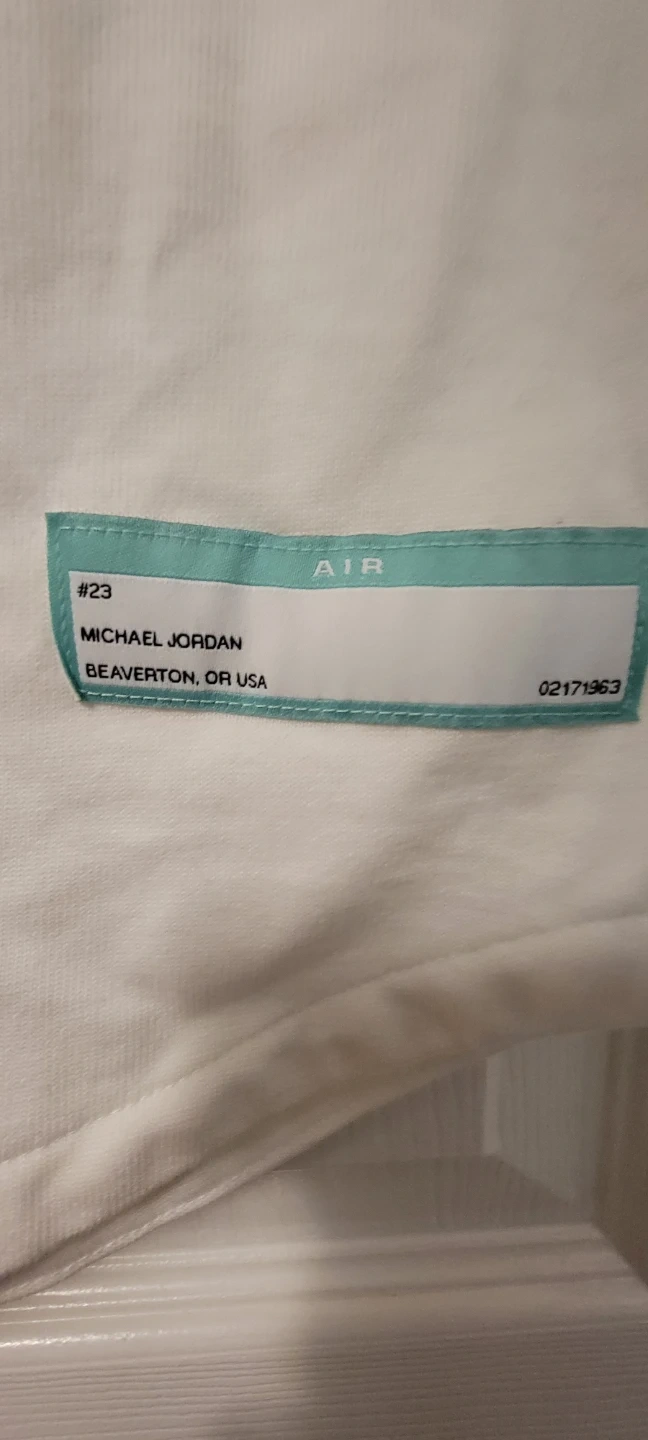 AIR
#23
MICHAEL JORDAN
BEAVERTON, OR USA
02171963